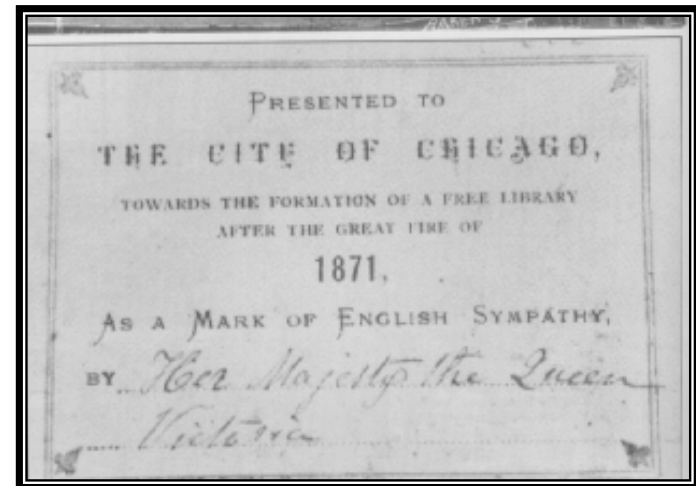 PRESENTED TO
THE CITY OF CHICAGO,
TOWARDS THE FORMATION OF A FREE LIBRARY
AFTER THE GREAT FIRE OF
1871,
AS A MARK OF ENGLISH SYMPATHY,
BY Her Majesty the Queen
Victoria